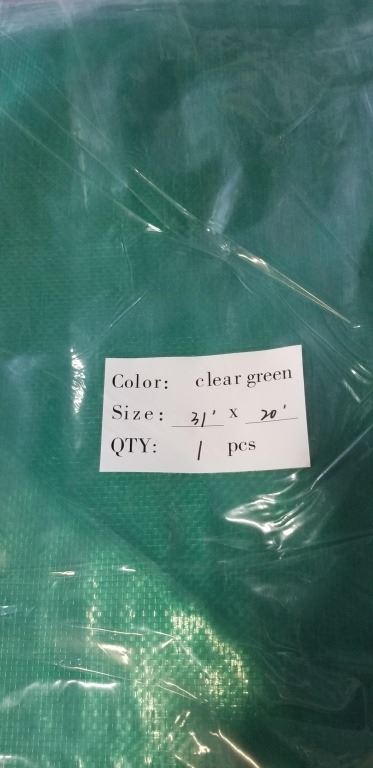 Color: clear green
Size: 31' x 20'
QTY: 1 pcs